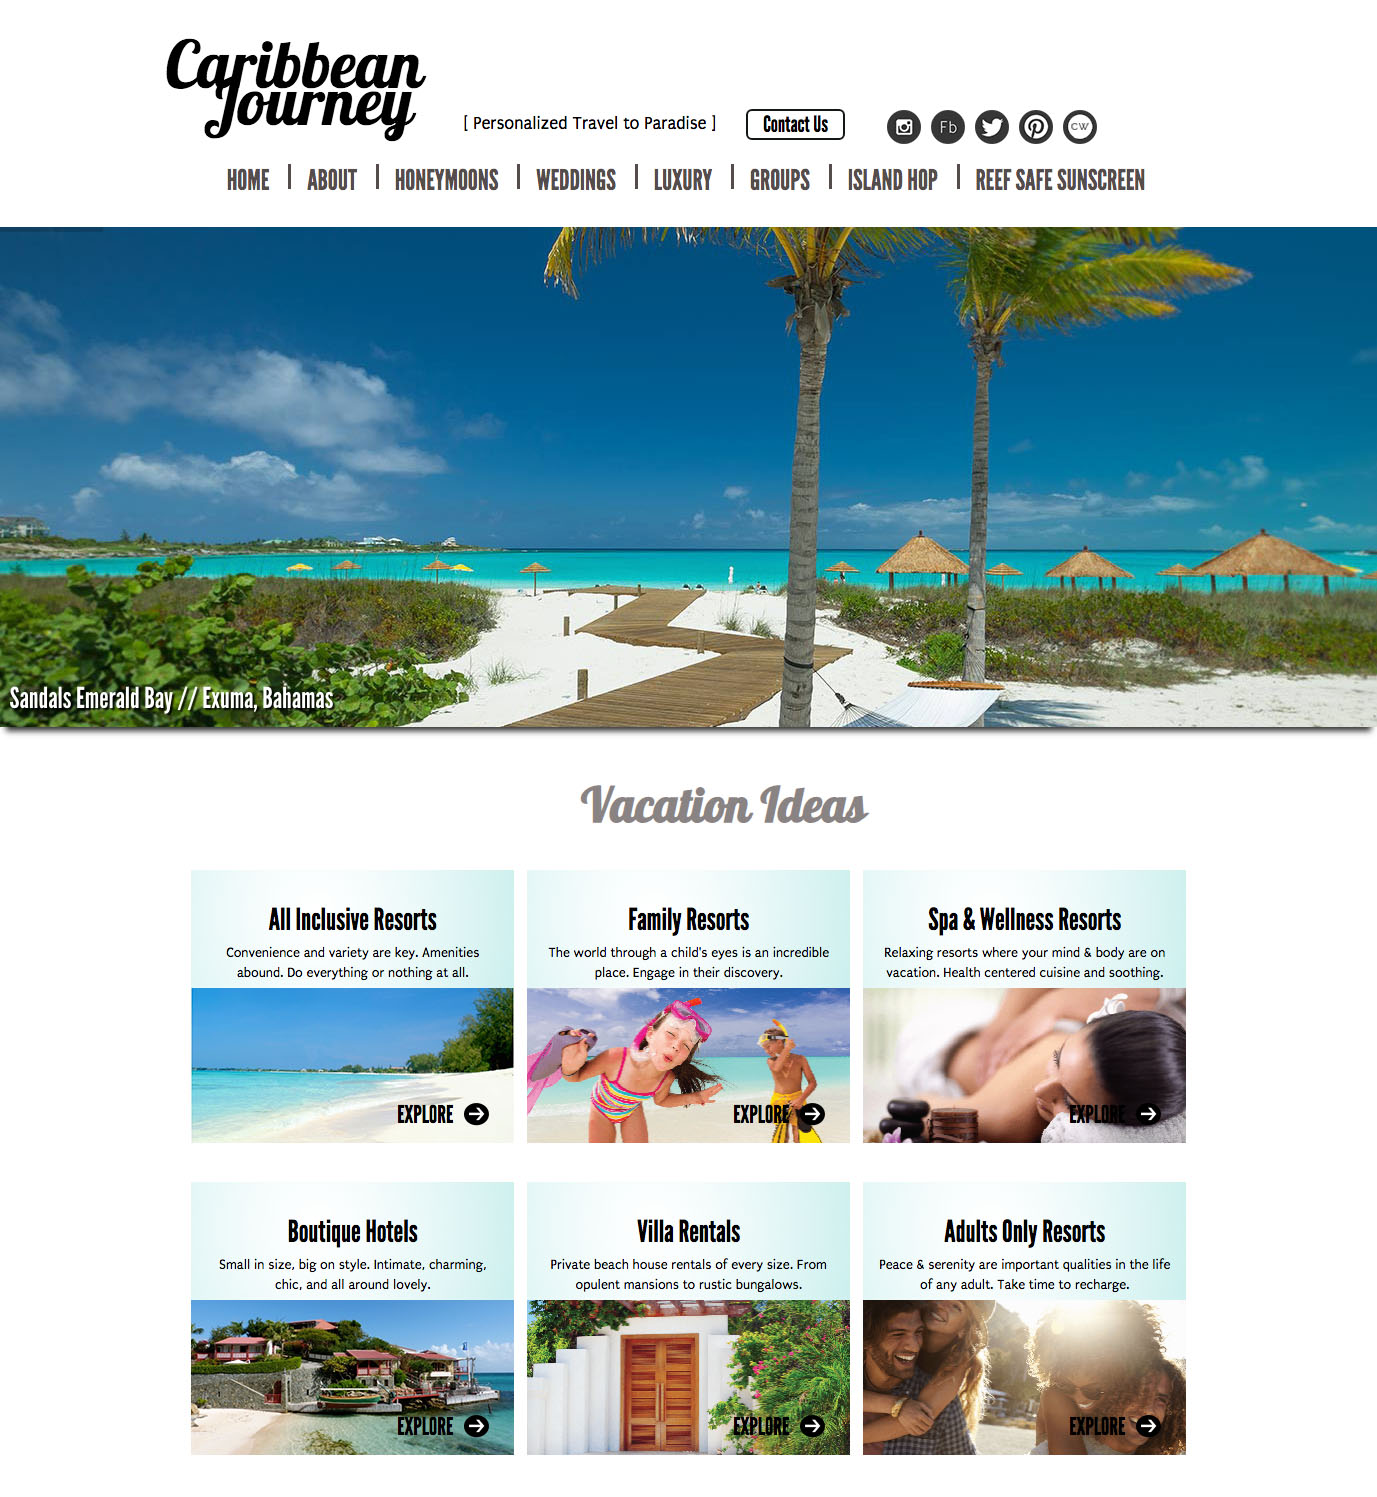 Caribbean
Journey
[ Personalized Travel to Paradise ]
Contact Us
Fb
CW
HOME
ABOUT
HONEYMOONS
WEDDINGS
LUXURY
GROUPS
ISLAND HOP
REEF SAFE SUNSCREEN
Sandals Emerald Bay // Exuma, Bahamas
Vacation Ideas
All Inclusive Resorts
Convenience and variety are key. Amenities
abound. Do everything or nothing at all.
EXPLORE
Family Resorts
The world through a child's eyes is an incredible
place. Engage in their discovery.
EXPLORE
Spa & Wellness Resorts
Relaxing resorts where your mind & body are on
vacation. Health centered cuisine and soothing.
EXPLORE
Boutique Hotels
Small in size, big on style. Intimate, charming,
chic, and all around lovely.
EXPLORE
Villa Rentals
Private beach house rentals of every size. From
opulent mansions to rustic bungalows.
EXPLORE
Adults Only Resorts
Peace & serenity are important qualities in the life
of any adult. Take time to recharge.
EXPLORE